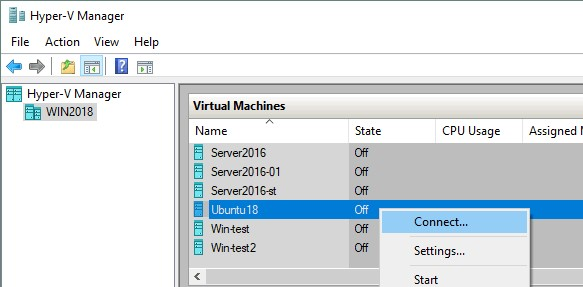 Hyper-V Manager
File Action View Help
Hyper-V Manager
WIN2018
Virtual Machines
Name State CPU Usage Assigned M
Server2016 Off
Server2016-01 Off
Server2016-st Off
Ubuntu18 Off
Win-test Off
Win-test2 Off
Connect...
Settings...
Start